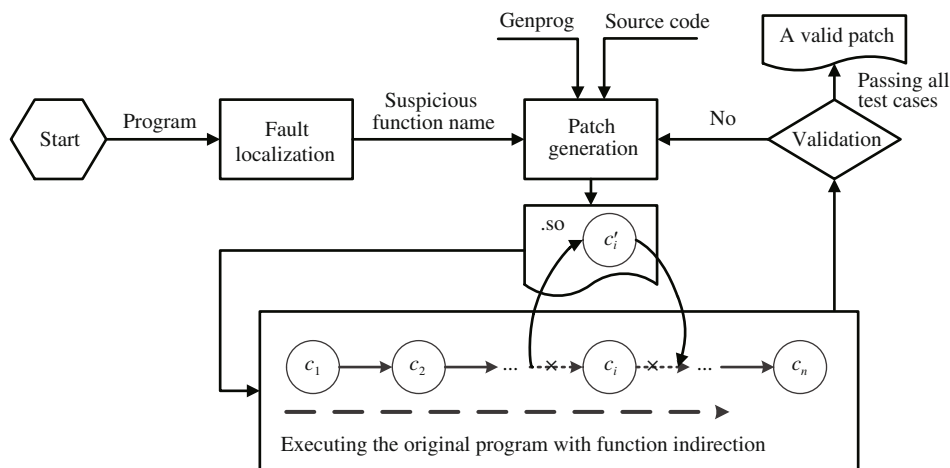 Genprog
Source code
A valid patch
Start
Program
Fault
localization
Suspicious
function name
Patch
generation
No
Validation
Passing all
test cases
.so
c′i
c1
c2
...
ci
...
cn
Executing the original program with function indirection